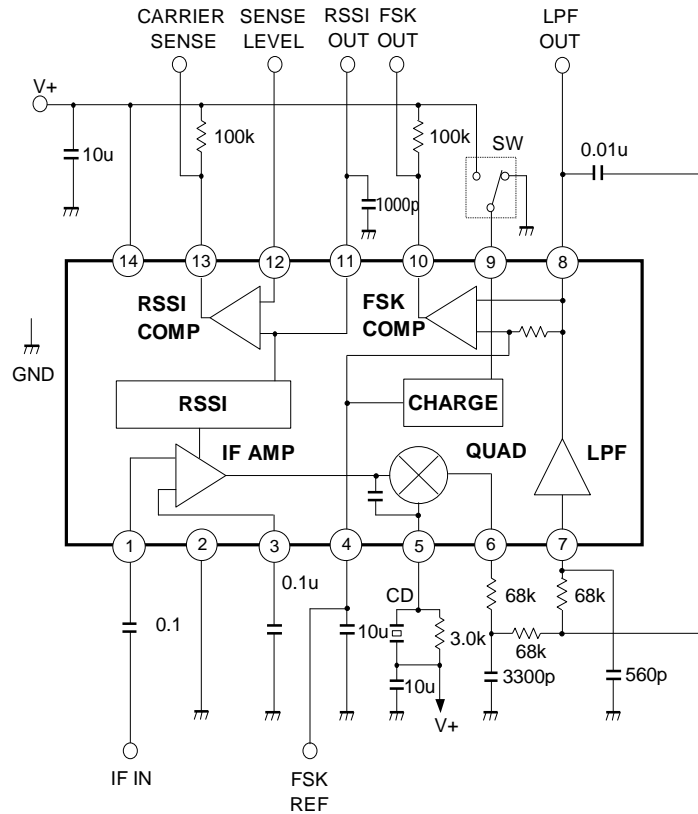 CARRIER SENSE
SENSE LEVEL
RSSI OUT
FSK OUT
LPF OUT
V+
10u
100k
1000p
100k
SW
0.01u
14
13
12
11
10
9
8
RSSI COMP
FSK COMP
GND
RSSI
CHARGE
IF AMP
QUAD
LPF
1
2
3
4
5
6
7
0.1
0.1u
10u
CD
3.0k
10u
V+
68k
68k
68k
3300p
560p
IF IN
FSK REF